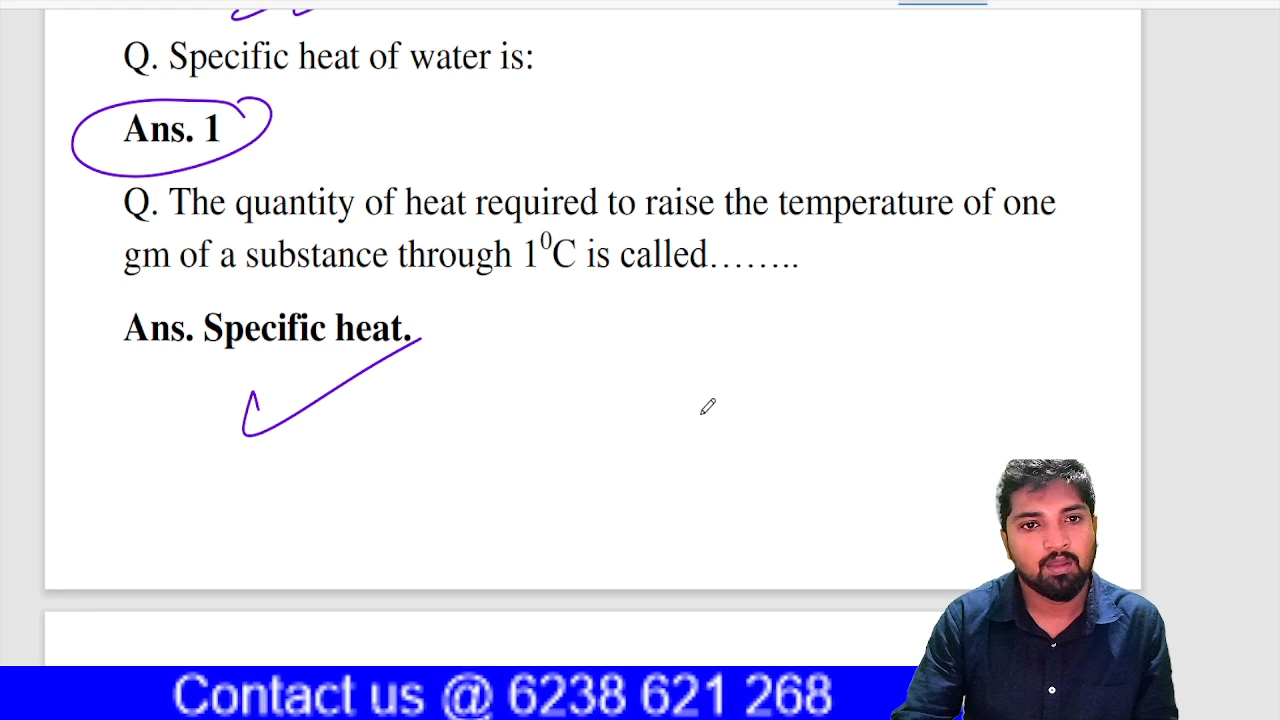 Q. Specific heat of water is:
Ans. 1
Q. The quantity of heat required to raise the temperature of one
gm of a substance through 1⁰C is called……..
Ans. Specific heat.
Contact us @ 6238 621 268